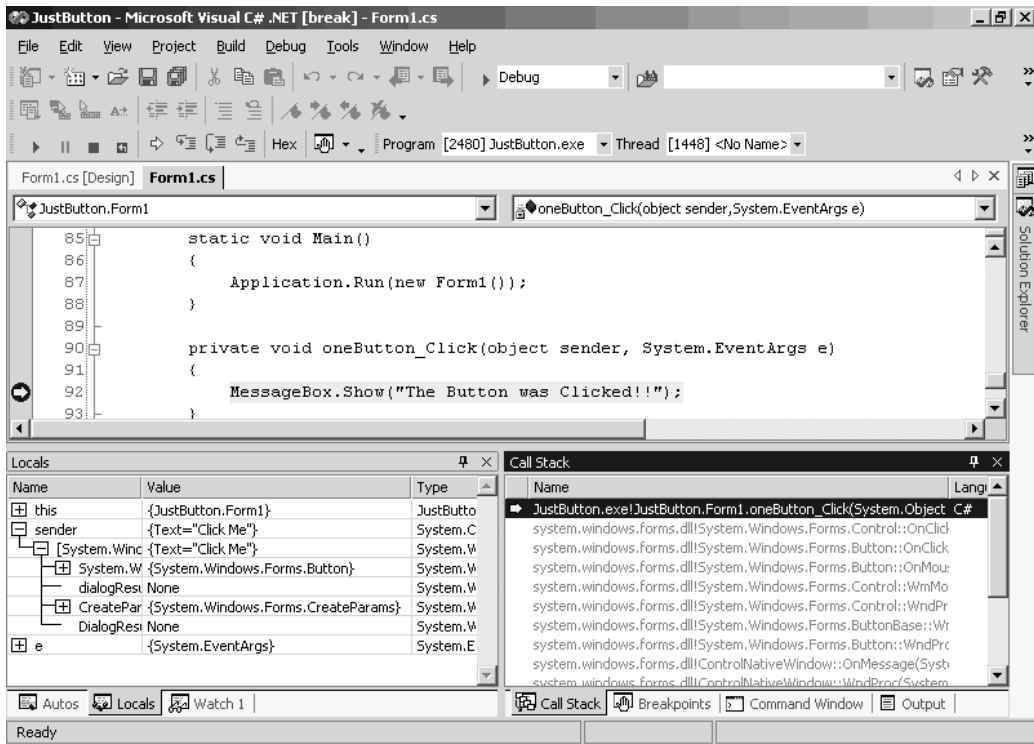 JustButton - Microsoft Visual C# .NET [break] - Form1.cs
File Edit View Project Build Debug Tools Window Help
Debug
Hex Program [2480] JustButton.exe Thread [1448] <No Name>
Form1.cs [Design] Form1.cs
JustButton.Form1 oneButton_Click(object sender,System.EventArgs e)
Solution Explorer
85 static void Main()
86 {
87 Application.Run(new Form1());
88 }
89
90 private void oneButton_Click(object sender, System.EventArgs e)
91 {
92 MessageBox.Show("The Button was Clicked!!");
93 }
Locals
Name Value Type
this {JustButton.Form1} JustButto
sender {Text="Click Me"} System.C
[System.Winc {Text="Click Me"} System.W
System.W {System.Windows.Forms.Button} System.W
dialogResu None System.W
CreatePar {System.Windows.Forms.CreateParams} System.W
DialogResu None System.W
e {System.EventArgs} System.E
Autos Locals Watch 1
Call Stack
Name Langu
JustButton.exe!JustButton.Form1.oneButton_Click(System.Object C#
system.windows.forms.dll!System.Windows.Forms.Control::OnClick
system.windows.forms.dll!System.Windows.Forms.Button::OnClick
system.windows.forms.dll!System.Windows.Forms.Button::OnMou
system.windows.forms.dll!System.Windows.Forms.Control::WmMo
system.windows.forms.dll!System.Windows.Forms.Control::WndPr
system.windows.forms.dll!System.Windows.Forms.ButtonBase::Wr
system.windows.forms.dll!System.Windows.Forms.Button::WndProc
system.windows.forms.dll!ControlNativeWindow::OnMessage(Syst
system.windows.forms.dll!ControlNativeWindow::WndProc(System
Call Stack Breakpoints Command Window Output
Ready